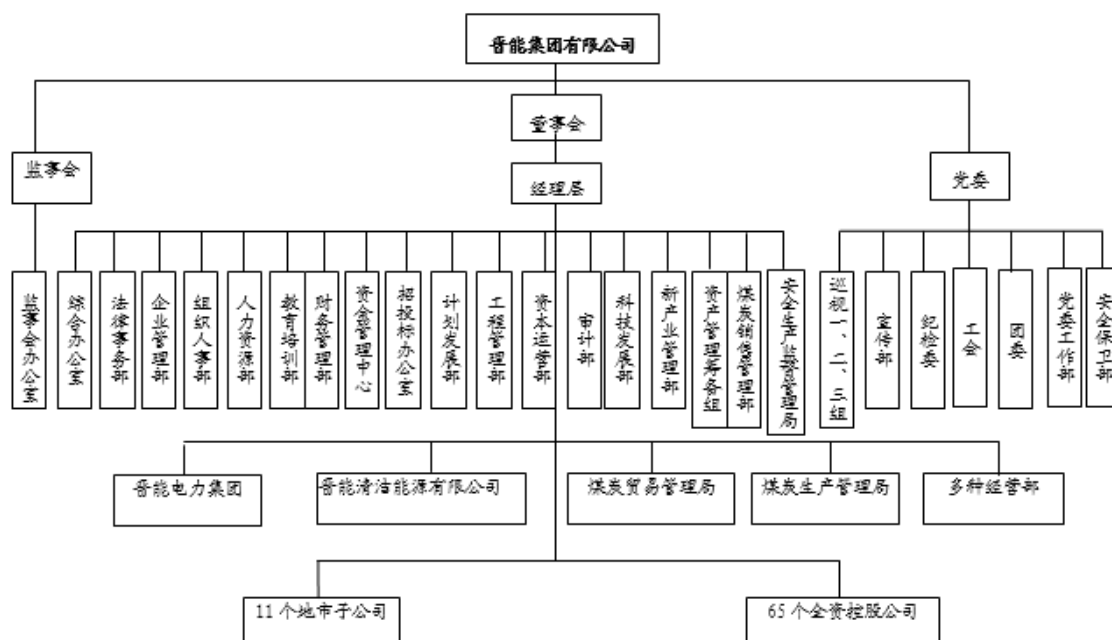 晋能集团有限公司
董事会
监事会
经理层
党委
监事会办公室
综合办公室
法律事务部
企业管理部
组织人事部
人力资源部
教育培训部
财务管理部
资金管理中心
招投标办公室
计划发展部
工程管理部
资本运营部
审计部
科技发展部
新产业管理部
资产管理筹务组
煤炭销售管理部
安全生产监督管理局
巡视一、二、三组
宣传部
纪检委
工会
团委
党委工作部
安全保卫部
晋能电力集团
晋能清洁能源有限公司
煤炭贸易管理局
煤炭生产管理局
多种经营部
11个地市子公司
65个全资控股公司